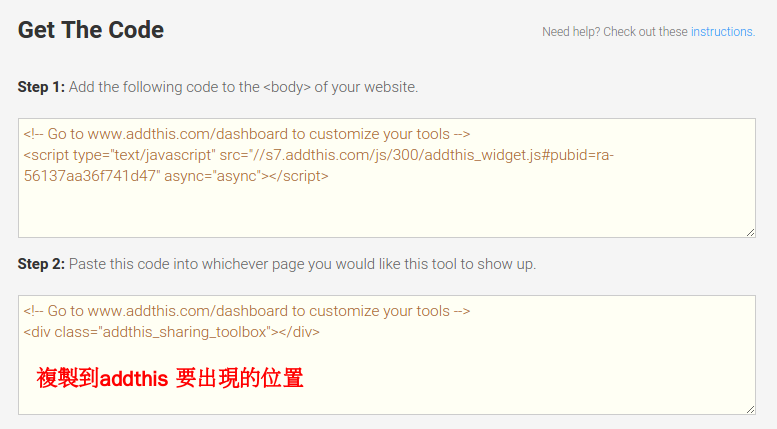 Get The Code
Need help? Check out these instructions.
Step 1: Add the following code to the <body> of your website.
<!-- Go to www.addthis.com/dashboard to customize your tools -->
<script type="text/javascript" src="//s7.addthis.com/js/300/addthis_widget.js#pubid=ra-
56137aa36f741d47" async="async"></script>
Step 2: Paste this code into whichever page you would like this tool to show up.
<!-- Go to www.addthis.com/dashboard to customize your tools -->
<div class="addthis_sharing_toolbox"></div>
複製到addthis 要出現的位置